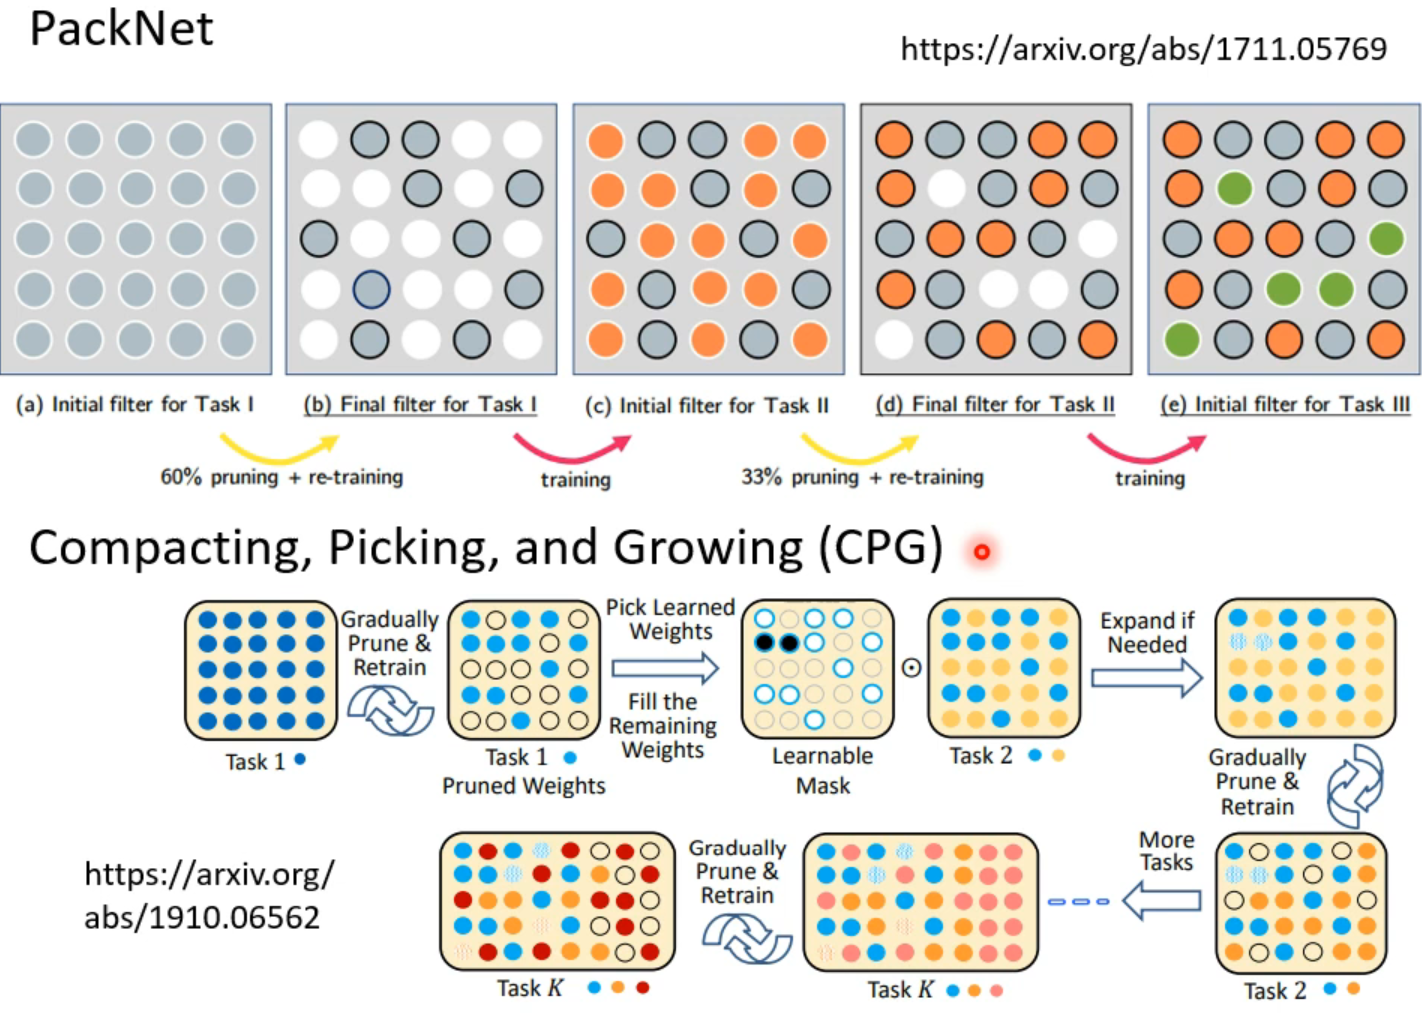 PackNet
https://arxiv.org/abs/1711.05769
(a) Initial filter for Task I
(b) Final filter for Task I
(c) Initial filter for Task II
(d) Final filter for Task II
(e) Initial filter for Task III
60% pruning + re-training
training
33% pruning + re-training
training
Compacting, Picking, and Growing (CPG)
Task 1
Gradually
Prune &
Retrain
Task 1
Pruned Weights
Pick Learned
Weights
Fill the
Remaining
Weights
Learnable
Mask
Task 2
Expand if
Needed
Gradually
Prune &
Retrain
Task 2
More
Tasks
Task K
Gradually
Prune &
Retrain
Task K
https://arxiv.org/
abs/1910.06562